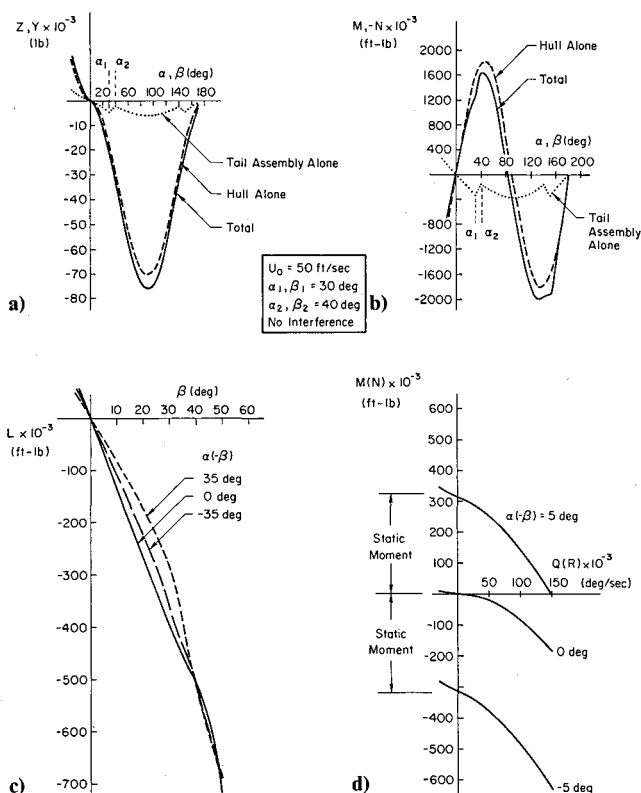 Z, Y × 10⁻³
(lb)
α₁ α₂
α, β (deg)
20 60 100 140 180
-10
-20
-30
-40
-50
-60
-70
-80
Tail Assembly Alone
Hull Alone
Total
a)
M, -N × 10⁻³
(ft-lb)
2000
1600
1200
800
400
-800
-1200
-1600
-2000
Hull Alone
Total
α, β (deg)
40 80 120 160 200
α₁ α₂
Tail
Assembly
Alone
b)
U₀ = 50 ft/sec
α₁, β₁ = 30 deg
α₂, β₂ = 40 deg
No Interference
β (deg)
10 20 30 40 50 60
L × 10⁻³
(ft-lb)
-100
-200
-300
-400
-500
-600
-700
α(-β)
35 deg
0 deg
-35 deg
c)
M(N) × 10⁻³
(ft-lb)
600
500
400
300
200
100
-100
-200
-300
-400
-500
-600
α(-β) = 5 deg
Q(R) × 10⁻³
(deg/sec)
50 100 150
Static
Moment
Static
Moment
0 deg
-5 deg
d)